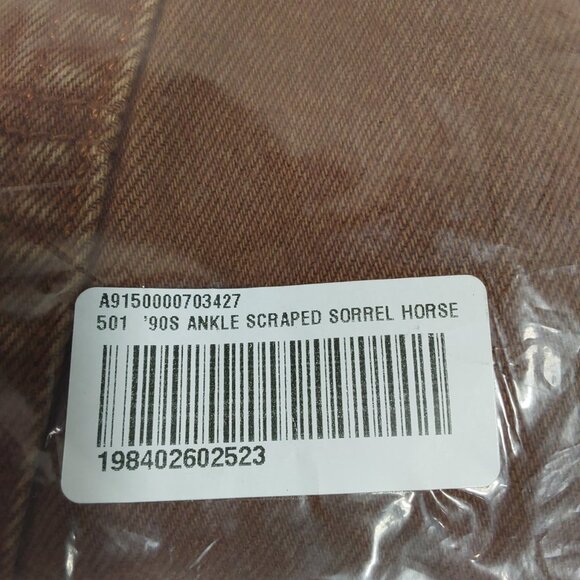 A9150000703427
501 '90S ANKLE SCRAPED SORREL HORSE
198402602523